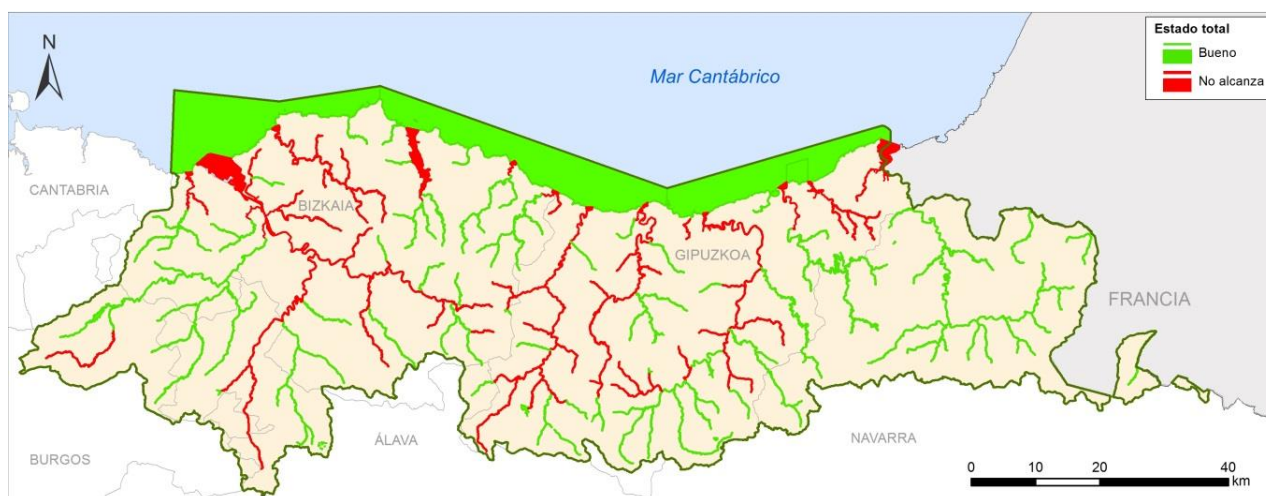 Estado total
Bueno
No alcanza
N
Mar Cantábrico
CANTABRIA
BIZKAIA
GIPUZKOA
FRANCIA
BURGOS
ÁLAVA
NAVARRA
0 10 20 40
km